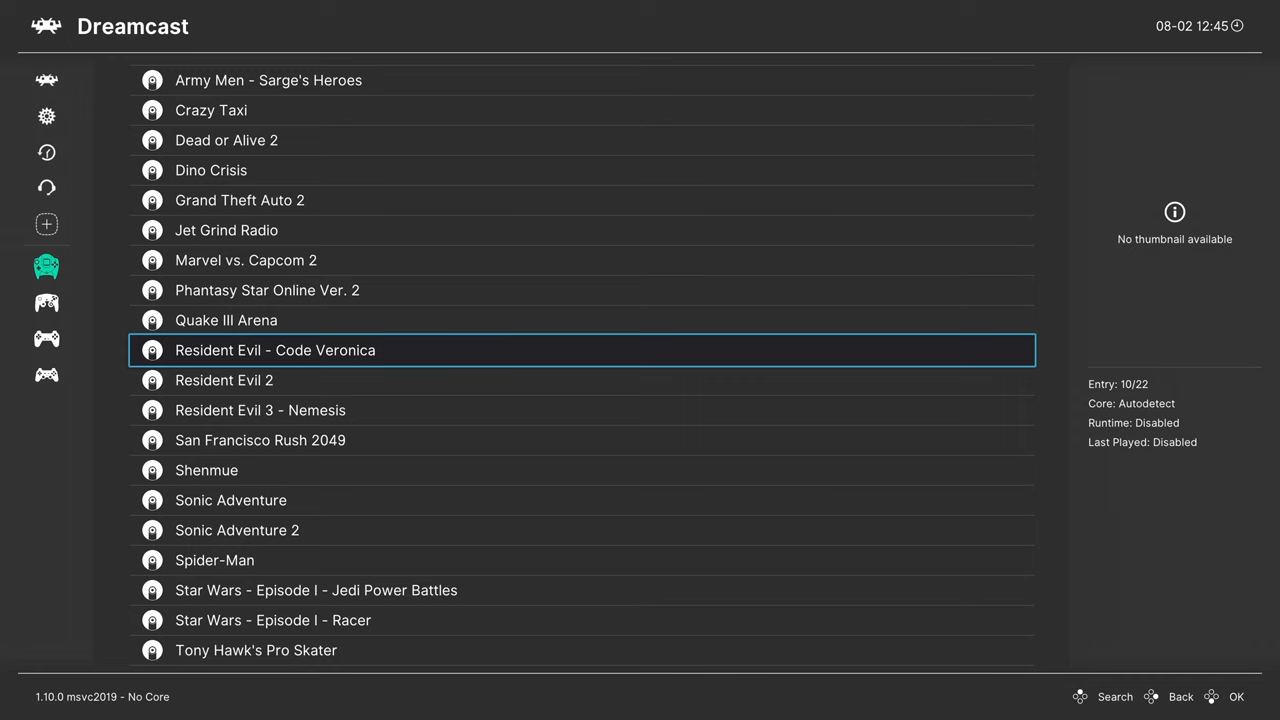 Dreamcast
08-02 12:45
Army Men - Sarge's Heroes
Crazy Taxi
Dead or Alive 2
Dino Crisis
Grand Theft Auto 2
Jet Grind Radio
Marvel vs. Capcom 2
Phantasy Star Online Ver. 2
Quake III Arena
Resident Evil - Code Veronica
Resident Evil 2
Resident Evil 3 - Nemesis
San Francisco Rush 2049
Shenmue
Sonic Adventure
Sonic Adventure 2
Spider-Man
Star Wars - Episode I - Jedi Power Battles
Star Wars - Episode I - Racer
Tony Hawk's Pro Skater
No thumbnail available
Entry: 10/22
Core: Autodetect
Runtime: Disabled
Last Played: Disabled
1.10.0 msvc2019 - No Core
Search Back OK